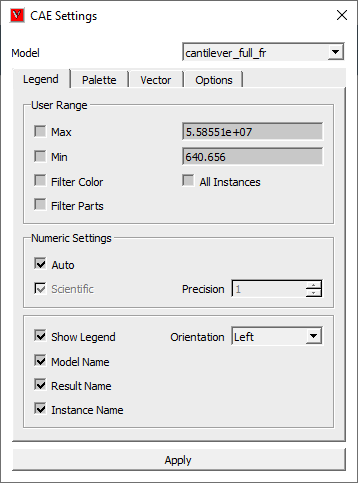 CAE Settings
Model cantilever_full_fr
Legend Palette Vector Options
User Range
Max 5.58551e+07
Min 640.656
Filter Color All Instances
Filter Parts
Numeric Settings
Auto
Scientific Precision 1
Show Legend Orientation Left
Model Name
Result Name
Instance Name
Apply